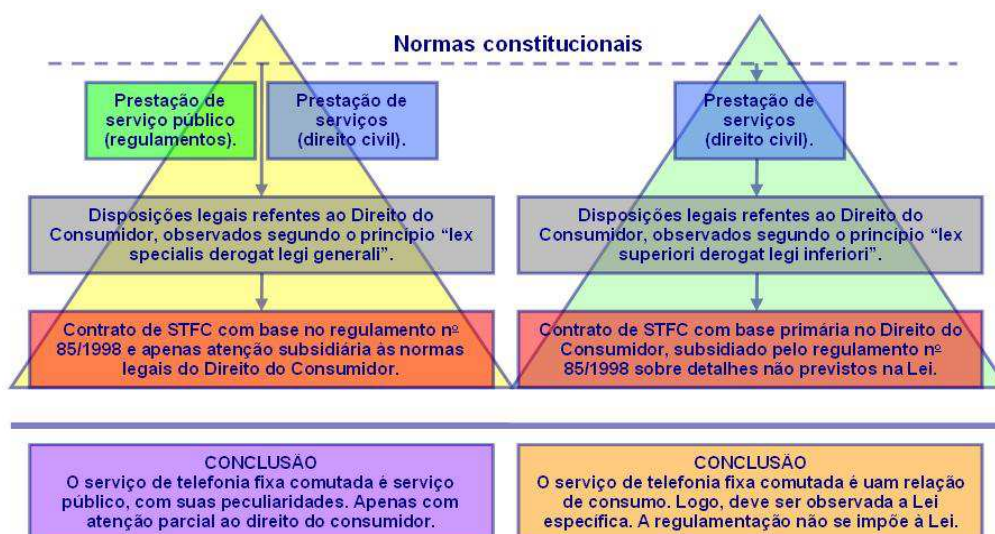 Normas constitucionais
Prestação de
serviço público
(regulamentos).
Prestação de
serviços
(direito civil).
Disposições legais refentes ao Direito do
Consumidor, observados segundo o princípio “lex
specialis derogat legi generali”.
Contrato de STFC com base no regulamento nº
85/1998 e apenas atenção subsidiária às normas
legais do Direito do Consumidor.
Prestação de
serviços
(direito civil).
Disposições legais referentes ao Direito do
Consumidor, observados segundo o princípio “lex
superiori derogat legi inferiori”.
Contrato de STFC com base primária no Direito do
Consumidor, subsidiado pelo regulamento nº
85/1998 sobre detalhes não previstos na Lei.
CONCLUSÃO
O serviço de telefonia fixa comutada é serviço
público, com suas peculiaridades. Apenas com
atenção parcial ao direito do consumidor.
CONCLUSÃO
O serviço de telefonia fixa comutada é uam relação
de consumo. Logo, deve ser observada a Lei
específica. A regulamentação não se impõe à Lei.